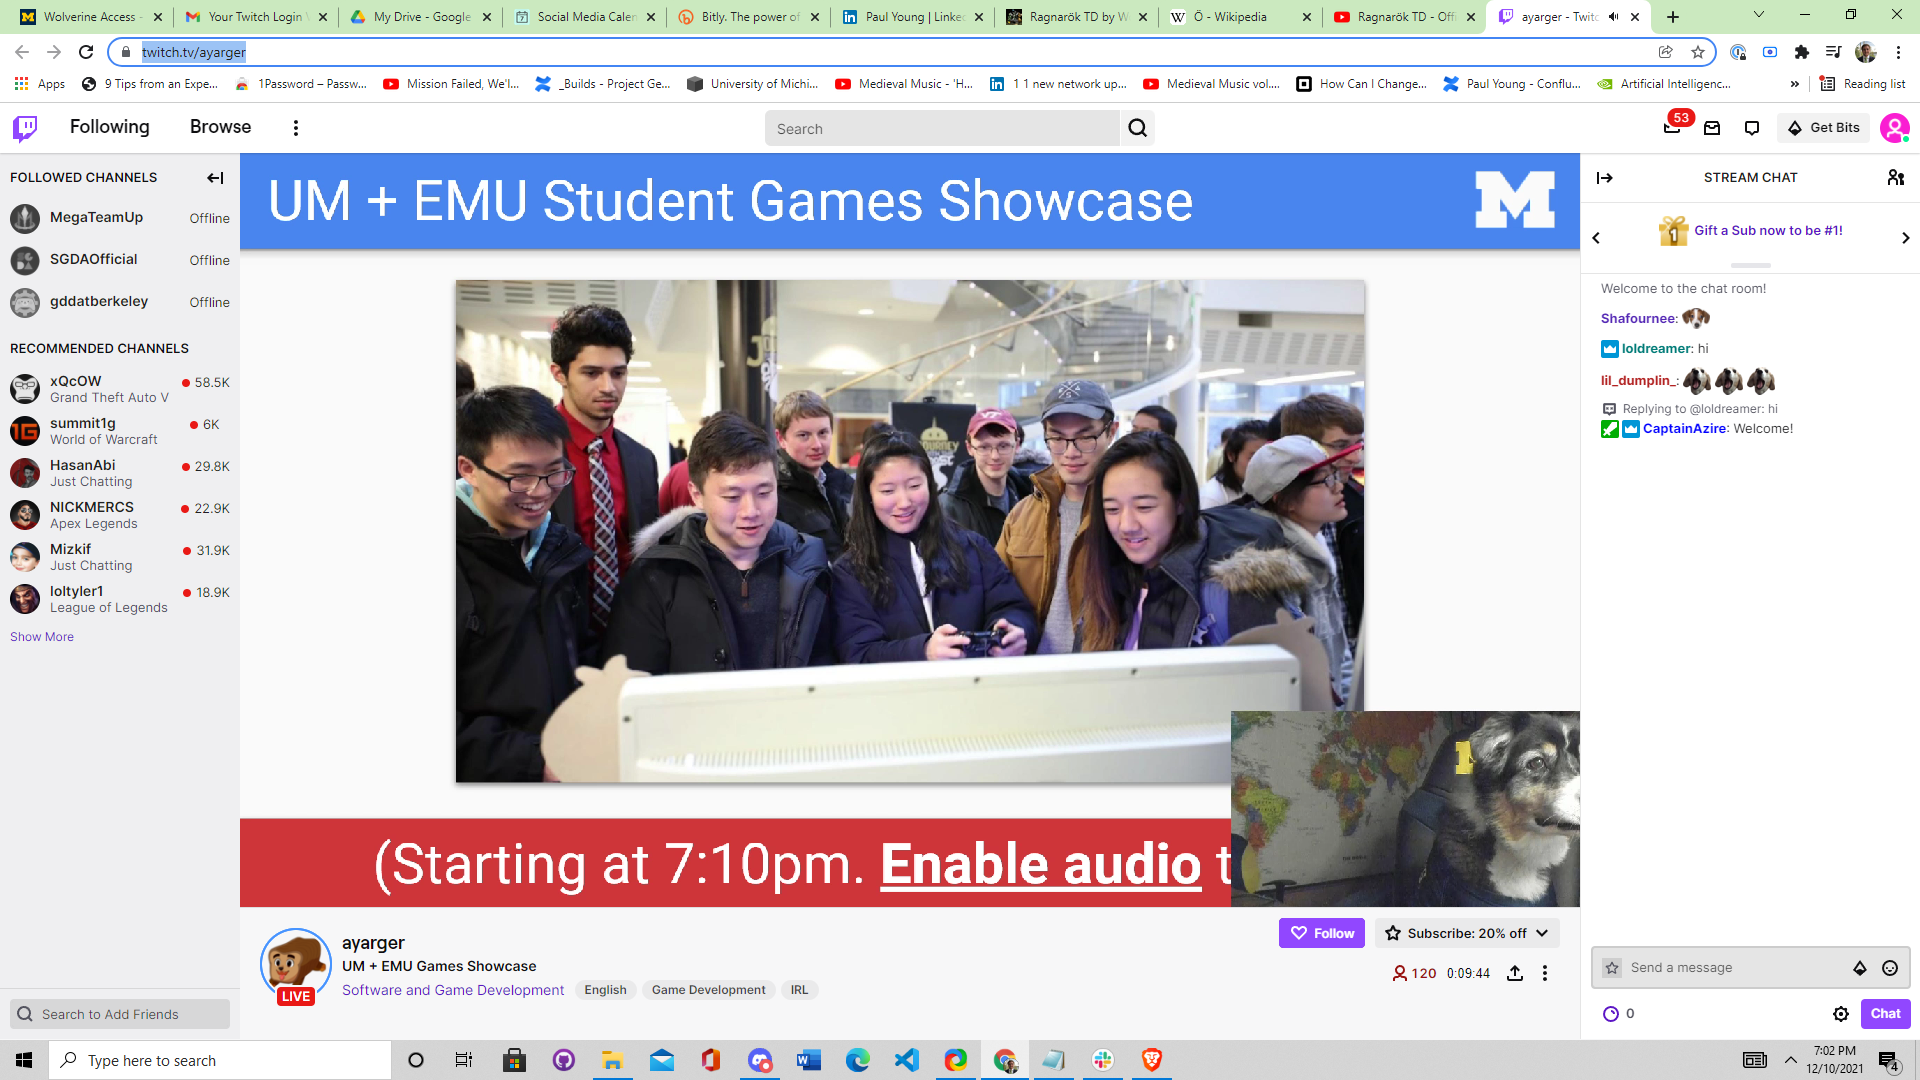 Wolverine Access -
Your Twitch Login
My Drive - Google
Social Media Caler
Bitly. The power of
Paul Young | Linke
Ragnarök TD by W
Ö - Wikipedia
Ragnarök TD - Offi
ayarger - Twitc
twitch.tv/ayarger
Apps
9 Tips from an Expe...
1Password – Passw...
Mission Failed, We'l...
_Builds - Project Ge...
University of Michi...
Medieval Music - 'H...
1 1 new network up...
Medieval Music vol....
How Can I Change...
Paul Young - Conflu...
Artificial Intelligenc...
»
Reading list
Following
Browse
Search
53
Get Bits
FOLLOWED CHANNELS
MegaTeamUp
Offline
SGDAOfficial
Offline
gddatberkeley
Offline
RECOMMENDED CHANNELS
xQcOW
58.5K
Grand Theft Auto V
summit1g
6K
World of Warcraft
HasanAbi
29.8K
Just Chatting
NICKMERCS
22.9K
Apex Legends
Mizkif
31.9K
Just Chatting
loltyler1
18.9K
League of Legends
Show More
Search to Add Friends
UM + EMU Student Games Showcase
M
(Starting at 7:10pm. Enable audio t
LIVE
ayarger
UM + EMU Games Showcase
Software and Game Development
English
Game Development
IRL
Follow
Subscribe: 20% off
120
0:09:44
STREAM CHAT
1
Gift a Sub now to be #1!
Welcome to the chat room!
Shafournee:
loldreamer: hi
lil_dumplin_:
Replying to @loldreamer: hi
CaptainAzire: Welcome!
Send a message
0
Chat
Type here to search
7:02 PM
12/10/2021
4